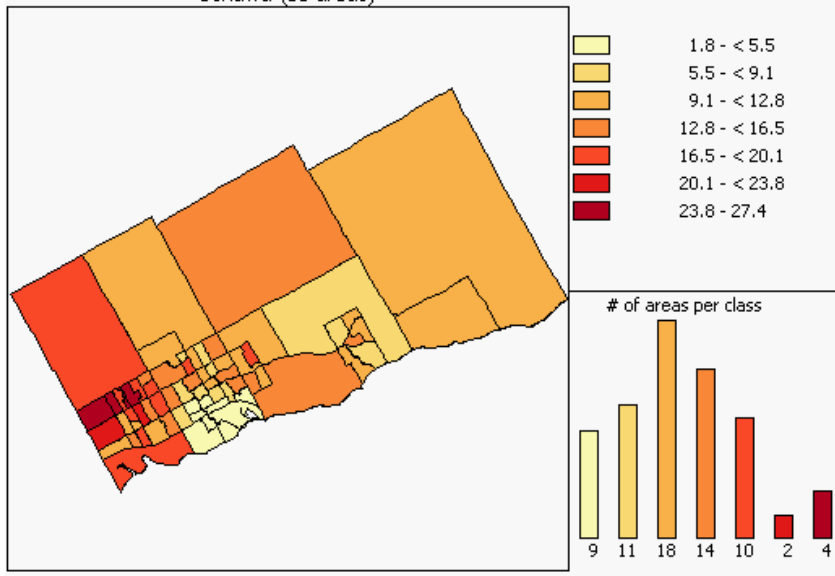 1.8 - < 5.5
5.5 - < 9.1
9.1 - < 12.8
12.8 - < 16.5
16.5 - < 20.1
20.1 - < 23.8
23.8 - 27.4
# of areas per class
9 11 18 14 10 2 4